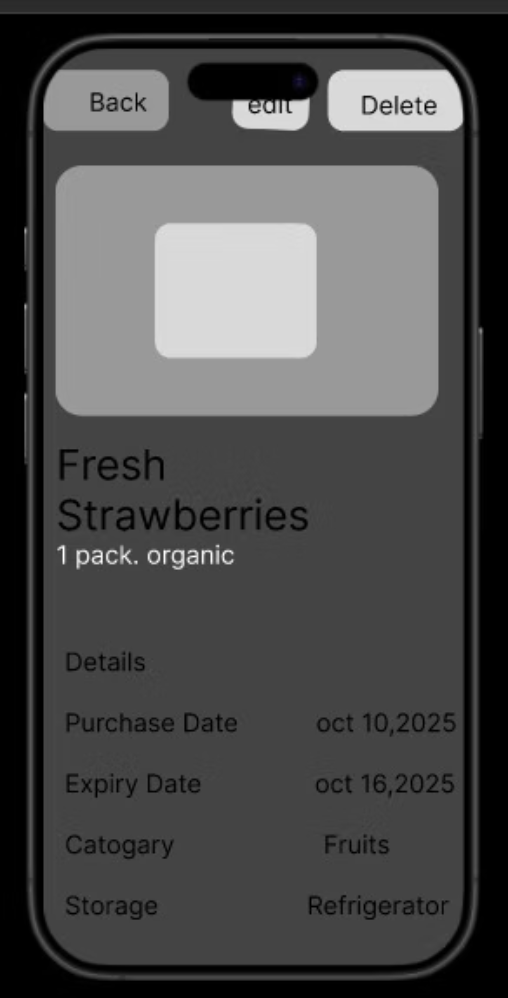 Back
edit
Delete
Fresh
Strawberries
1 pack. organic
Details
Purchase Date oct 10,2025
Expiry Date oct 16,2025
Catogary Fruits
Storage Refrigerator